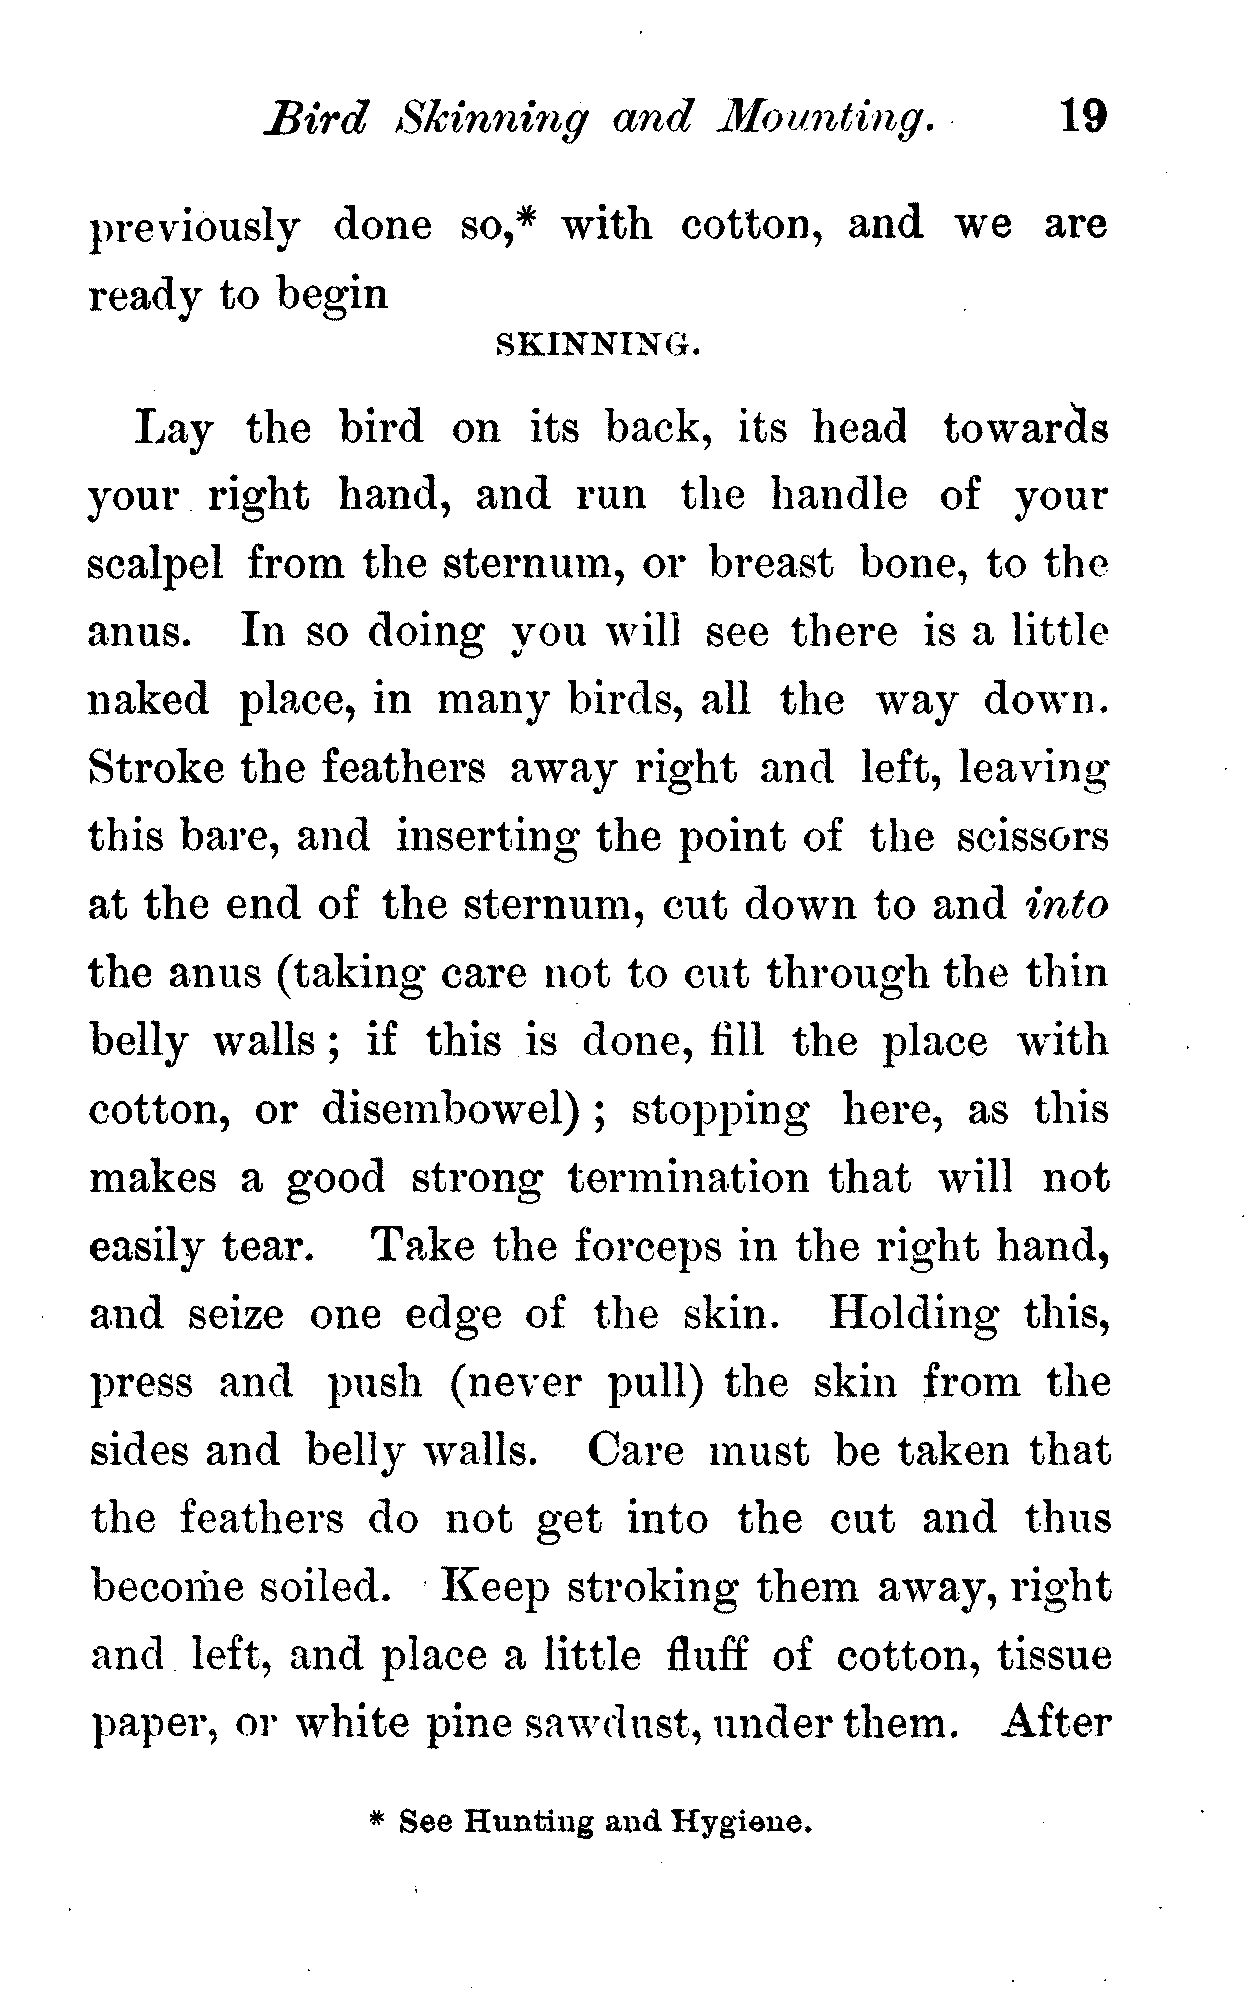 Bird Skinning and Mounting. 19
previously done so,* with cotton, and we are
ready to begin
SKINNING.
Lay the bird on its back, its head towards
your right hand, and run the handle of your
scalpel from the sternum, or breast bone, to the
anus. In so doing you will see there is a little
naked place, in many birds, all the way down.
Stroke the feathers away right and left, leaving
this bare, and inserting the point of the scissors
at the end of the sternum, cut down to and into
the anus (taking care not to cut through the thin
belly walls; if this is done, fill the place with
cotton, or disembowel); stopping here, as this
makes a good strong termination that will not
easily tear. Take the forceps in the right hand,
and seize one edge of the skin. Holding this,
press and push (never pull) the skin from the
sides and belly walls. Care must be taken that
the feathers do not get into the cut and thus
become soiled. Keep stroking them away, right
and left, and place a little fluff of cotton, tissue
paper, or white pine sawdust, under them. After
* See Hunting and Hygiene.